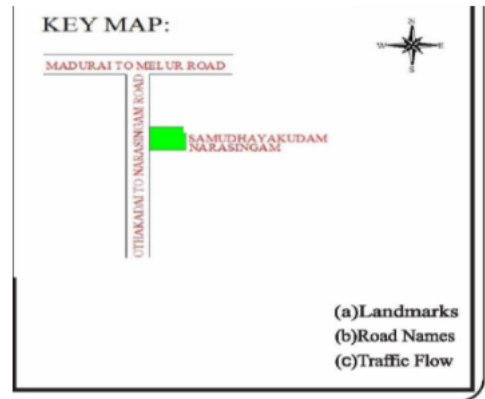 KEY MAP:
N
W E
S
MADURAI TO MELUR ROAD
OTHAKADAI TO NARASINGAM ROAD
SAMUDHAYAKUDAM
NARASINGAM
(a)Landmarks
(b)Road Names
(c)Traffic Flow